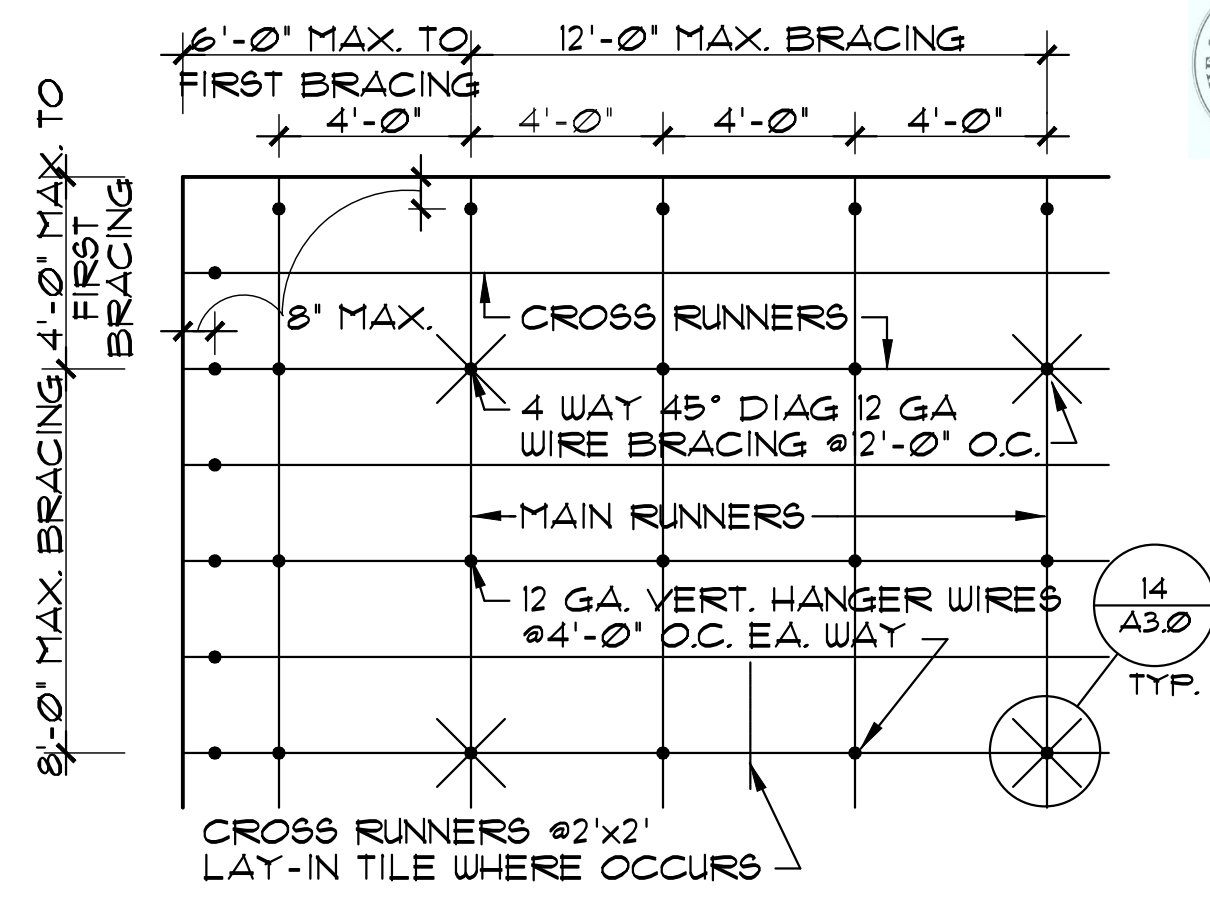 6'-0" MAX. TO
FIRST BRACING
12'-0" MAX. BRACING
4'-0"
4'-0"
4'-0"
4'-0"
4'-0" MAX. TO
FIRST
BRACING
8'-0" MAX. BRACING
8" MAX.
CROSS RUNNERS
4 WAY 45° DIAG 12 GA
WIRE BRACING @12'-0" O.C.
MAIN RUNNERS
12 GA. VERT. HANGER WIRES
@4'-0" O.C. EA. WAY
14
A3.0
TYP.
CROSS RUNNERS @2'x2'
LAY-IN TILE WHERE OCCURS